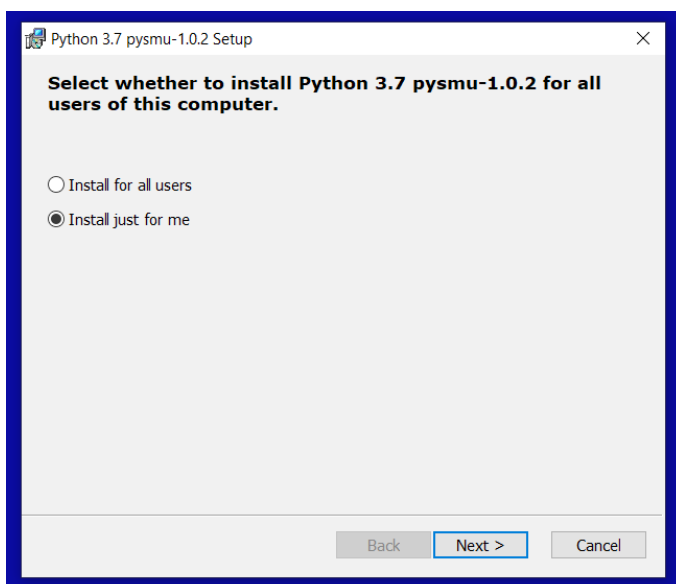 Python 3.7 pysmu-1.0.2 Setup
Select whether to install Python 3.7 pysmu-1.0.2 for all
users of this computer.
Install for all users
Install just for me
Back Next > Cancel